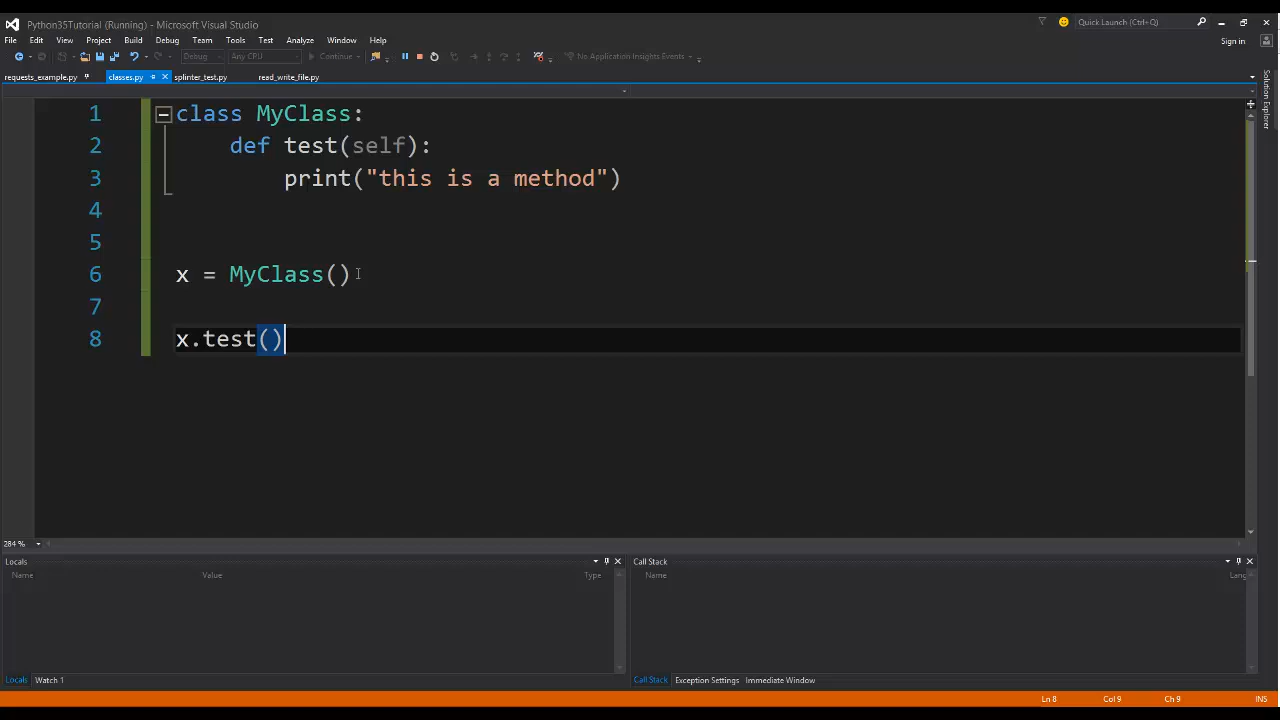 Python35Tutorial (Running) - Microsoft Visual Studio
Quick Launch (Ctrl+Q)
File Edit View Project Build Debug Team Tools Test Analyze Window Help
Sign in
Debug Any CPU Continue No Application Insights Events
requests_example.py classes.py splinter_test.py read_write_file.py
Solution Explorer
1 class MyClass:
2 def test(self):
3 print("this is a method")
4
5
6 x = MyClass()
7
8 x.test()
284 %
Locals
Name Value Type
Call Stack
Name Lang
Locals Watch 1
Call Stack Exception Settings Immediate Window
Ln 8 Col 9 Ch 9 INS